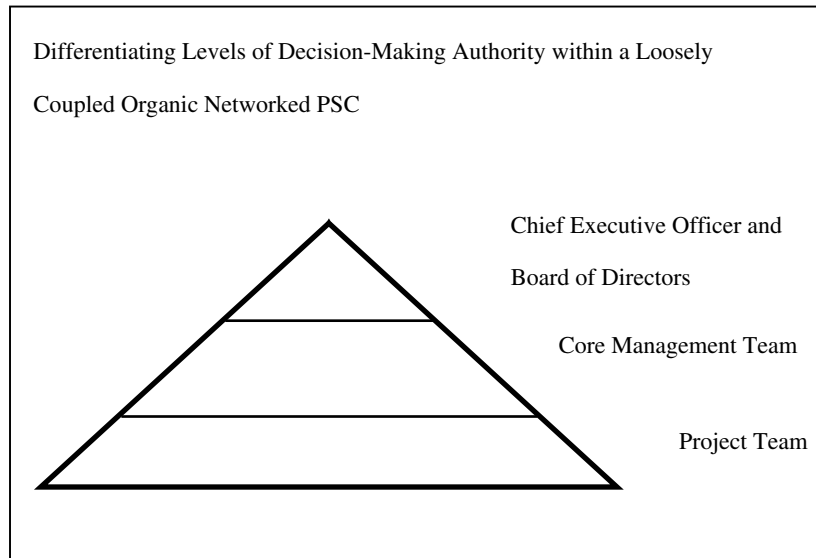 Differentiating Levels of Decision-Making Authority within a Loosely
Coupled Organic Networked PSC
Chief Executive Officer and
Board of Directors
Core Management Team
Project Team